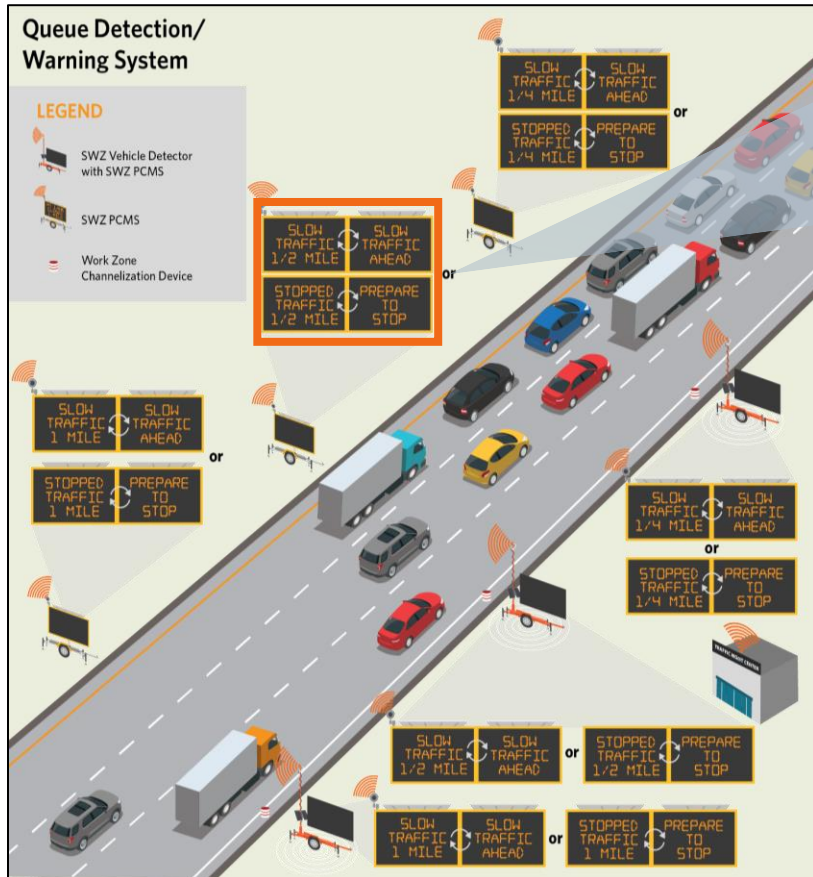 Queue Detection/
Warning System
LEGEND
SWZ Vehicle Detector
with SWZ PCMS
SWZ PCMS
Work Zone
Channelization Device
SLOW
TRAFFIC
1/4 MILE
SLOW
TRAFFIC
AHEAD
or
STOPPED
TRAFFIC
1/4 MILE
PREPARE
TO
STOP
SLOW
TRAFFIC
1/2 MILE
SLOW
TRAFFIC
AHEAD
or
STOPPED
TRAFFIC
1/2 MILE
PREPARE
TO
STOP
SLOW
TRAFFIC
1 MILE
SLOW
TRAFFIC
AHEAD
or
STOPPED
TRAFFIC
1 MILE
PREPARE
TO
STOP
SLOW
TRAFFIC
1/4 MILE
SLOW
TRAFFIC
AHEAD
or
STOPPED
TRAFFIC
1/4 MILE
PREPARE
TO
STOP
TRAFFIC MGMT CENTER
SLOW
TRAFFIC
1/2 MILE
SLOW
TRAFFIC
AHEAD
or
STOPPED
TRAFFIC
1/2 MILE
PREPARE
TO
STOP
SLOW
TRAFFIC
1 MILE
SLOW
TRAFFIC
AHEAD
or
STOPPED
TRAFFIC
1 MILE
PREPARE
TO
STOP